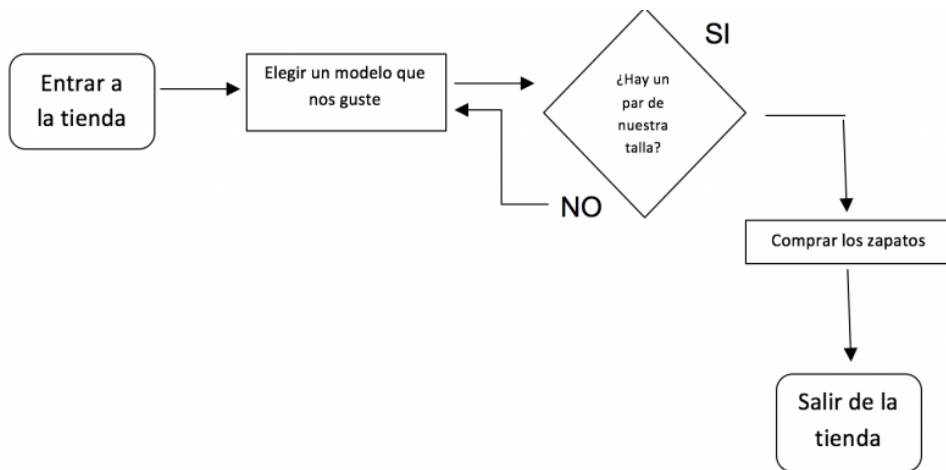 Entrar a
la tienda
Elegir un modelo que
nos guste
¿Hay un
par de
nuestra
talla?
SI
NO
Comprar los zapatos
Salir de la
tienda